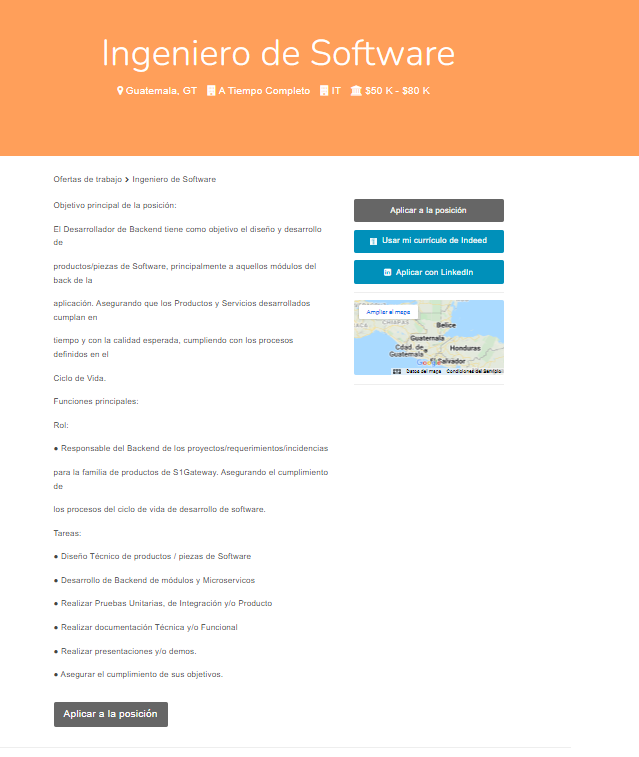 Ingeniero de Software
Guatemala, GT A Tiempo Completo IT $50 K - $80 K
Ofertas de trabajo > Ingeniero de Software
Objetivo principal de la posición:
El Desarrollador de Backend tiene como objetivo el diseño y desarrollo
de
productos/piezas de Software, principalmente a aquellos módulos del
back de la
aplicación. Asegurando que los Productos y Servicios desarrollados
cumplan en
tiempo y con la calidad esperada, cumpliendo con los procesos
definidos en el
Ciclo de Vida.
Funciones principales:
Rol:
● Responsable del Backend de los proyectos/requerimientos/incidencias
para la familia de productos de S1Gateway. Asegurando el cumplimiento
de
los procesos del ciclo de vida de desarrollo de software.
Tareas:
● Diseño Técnico de productos / piezas de Software
● Desarrollo de Backend de módulos y Microservicos
● Realizar Pruebas Unitarias, de Integración y/o Producto
● Realizar documentación Técnica y/o Funcional
● Realizar presentaciones y/o demos.
● Asegurar el cumplimiento de sus objetivos.
Aplicar a la posición
Aplicar a la posición
Usar mi currículo de Indeed
Aplicar con LinkedIn
Ampliar el mapa
CHIAPAS
Belice
Guatemala
Cdad. de
Guatemala
Honduras
El Salvador
Datos del mapa Condiciones del Servicio